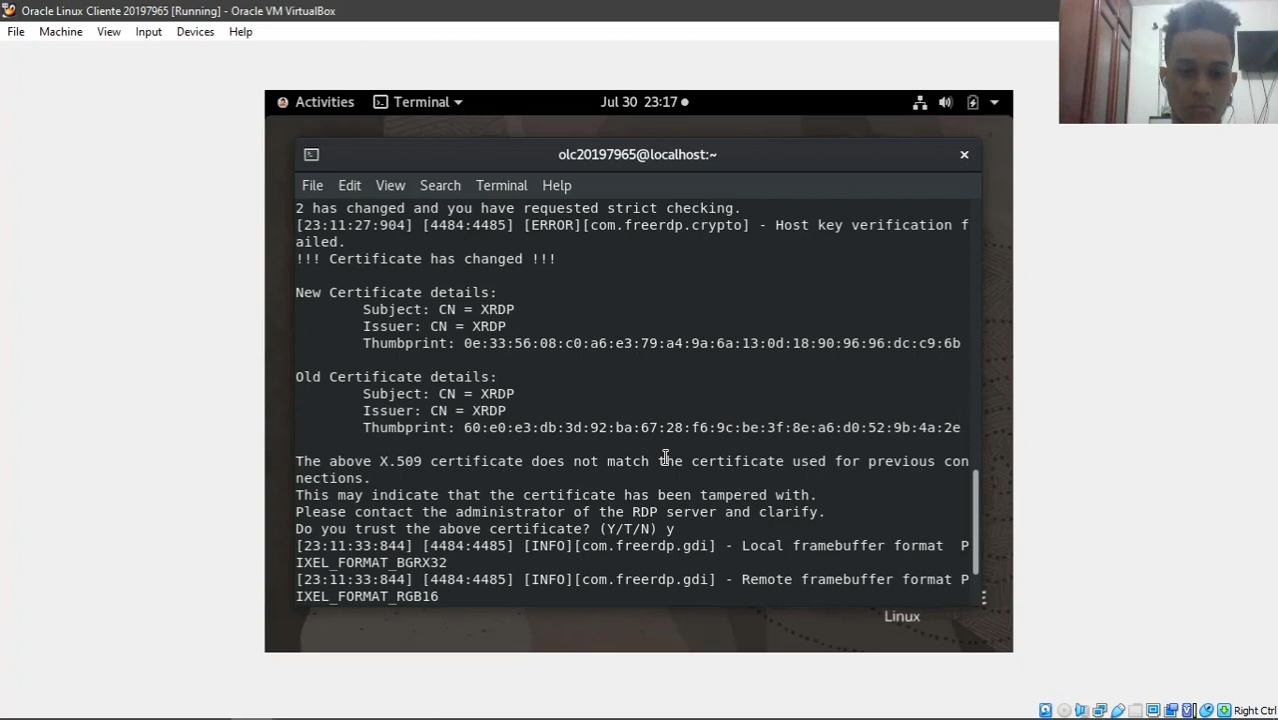 Oracle Linux Cliente 20197965 [Running] - Oracle VM VirtualBox
File Machine View Input Devices Help
Activities Terminal Jul 30 23:17
olc20197965@localhost:~
File Edit View Search Terminal Help
2 has changed and you have requested strict checking.
[23:11:27:904] [4484:4485] [ERROR][com.freerdp.crypto] - Host key verification f
ailed.
!!! Certificate has changed !!!
New Certificate details:
Subject: CN = XRDP
Issuer: CN = XRDP
Thumbprint: 0e:33:56:08:c0:a6:e3:79:a4:9a:6a:13:0d:18:90:96:96:dc:c9:6b
Old Certificate details:
Subject: CN = XRDP
Issuer: CN = XRDP
Thumbprint: 60:e0:e3:db:3d:92:ba:67:28:f6:9c:be:3f:8e:a6:d0:52:9b:4a:2e
The above X.509 certificate does not match the certificate used for previous con
nections.
This may indicate that the certificate has been tampered with.
Please contact the administrator of the RDP server and clarify.
Do you trust the above certificate? (Y/T/N) y
[23:11:33:844] [4484:4485] [INFO][com.freerdp.gdi] - Local framebuffer format  P
IXEL_FORMAT_BGRX32
[23:11:33:844] [4484:4485] [INFO][com.freerdp.gdi] - Remote framebuffer format P
IXEL_FORMAT_RGB16
Linux
Right Ctrl